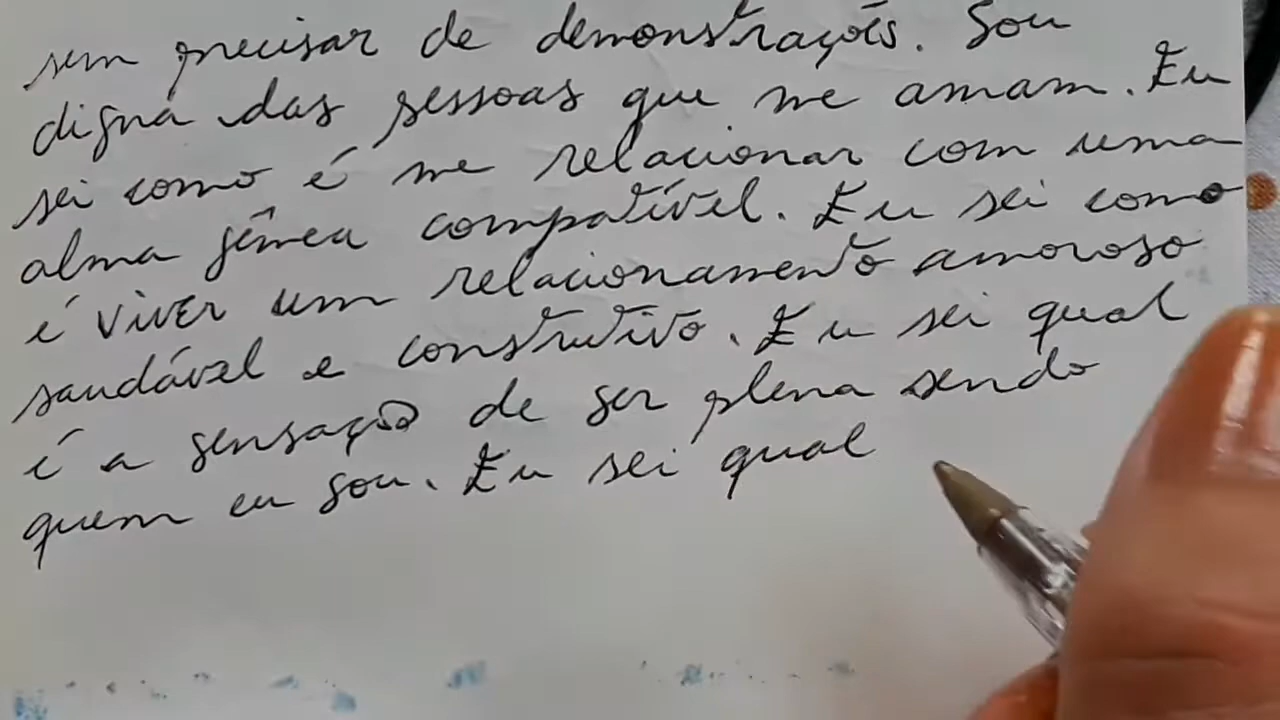 sem precisar de demonstrações. Sou
digna das pessoas que me amam. Eu
sei como é me relacionar com uma
alma gêmea compatível. Eu sei como
é viver um relacionamento amoroso
saudável e construtivo. Eu sei qual
é a sensação de ser plena sendo
quem eu sou. Eu sei qual